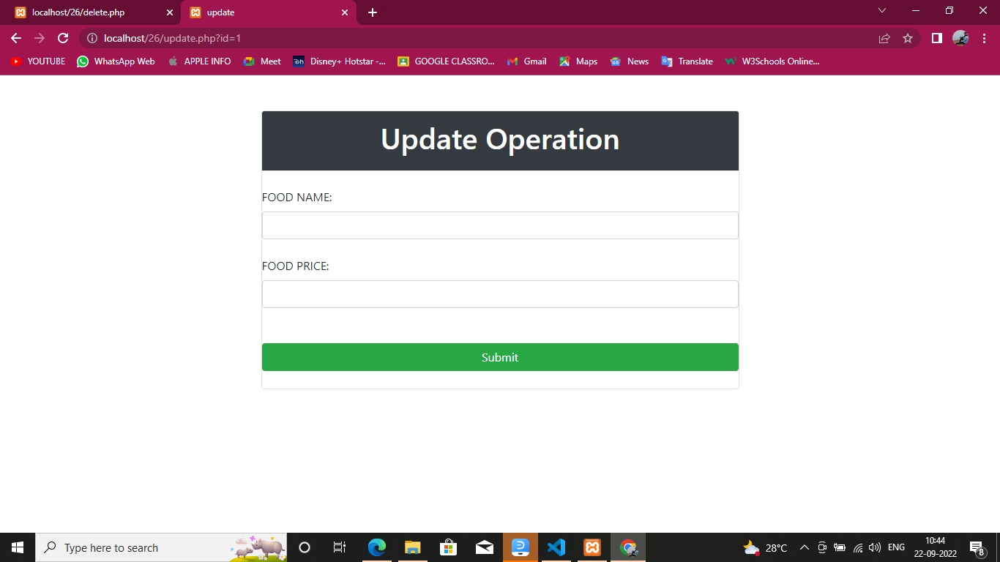 localhost/26/delete.php
update
localhost/26/update.php?id=1
YOUTUBE WhatsApp Web APPLE INFO Meet Disney+ Hotstar -... GOOGLE CLASSRO... Gmail Maps News Translate W3Schools Online...
Update Operation
FOOD NAME:
FOOD PRICE:
Submit
Type here to search
28°C
ENG
10:44
22-09-2022
8